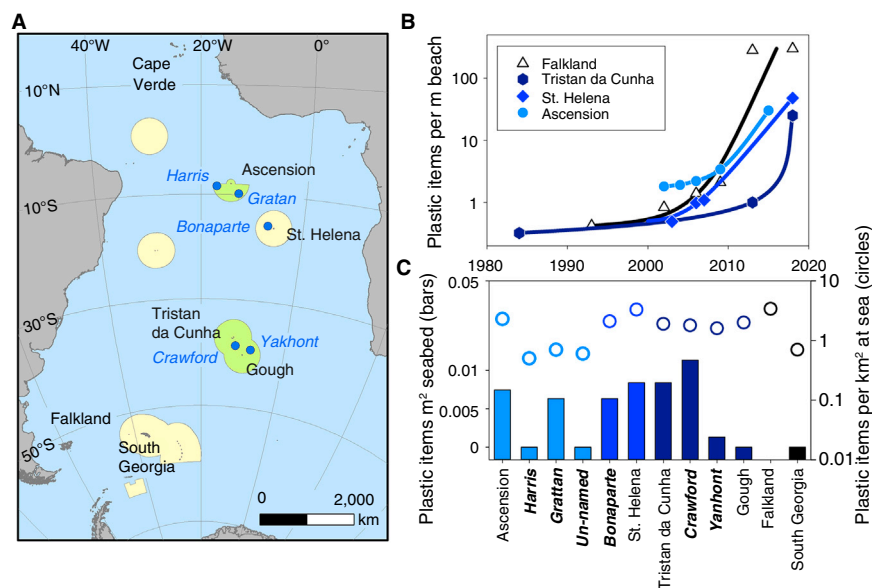 A
40°W
20°W
0°
Cape
Verde
10°N
Harris
Ascension
Gratan
10°S
Bonaparte
St. Helena
30°S
Tristan
da Cunha
Yakhont
Crawford
Gough
Falkland
50°S
South
Georgia
0
2,000
km
B
Plastic items per m beach
100
10
1
Falkland
Tristan da Cunha
St. Helena
Ascension
1980
1990
2000
2010
2020
C
Plastic items m² seabed (bars)
0.05
0.01
0.005
0
10
1
0.1
0.01
Plastic items per km² at sea (circles)
Ascension
Harris
Grattan
Un-named
Bonaparte
St. Helena
Tristan da Cunha
Crawford
Yanhont
Gough
Falkland
South Georgia